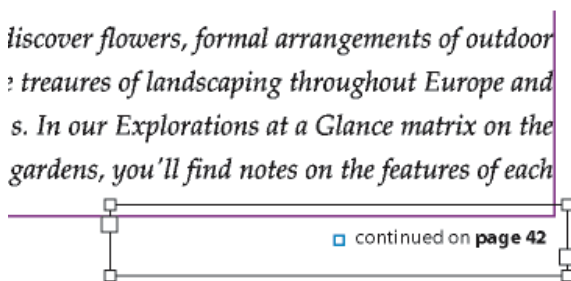 discover flowers, formal arrangements of outdoor
treaures of landscaping throughout Europe and
s. In our Explorations at a Glance matrix on the
gardens, you'll find notes on the features of each
continued on page 42